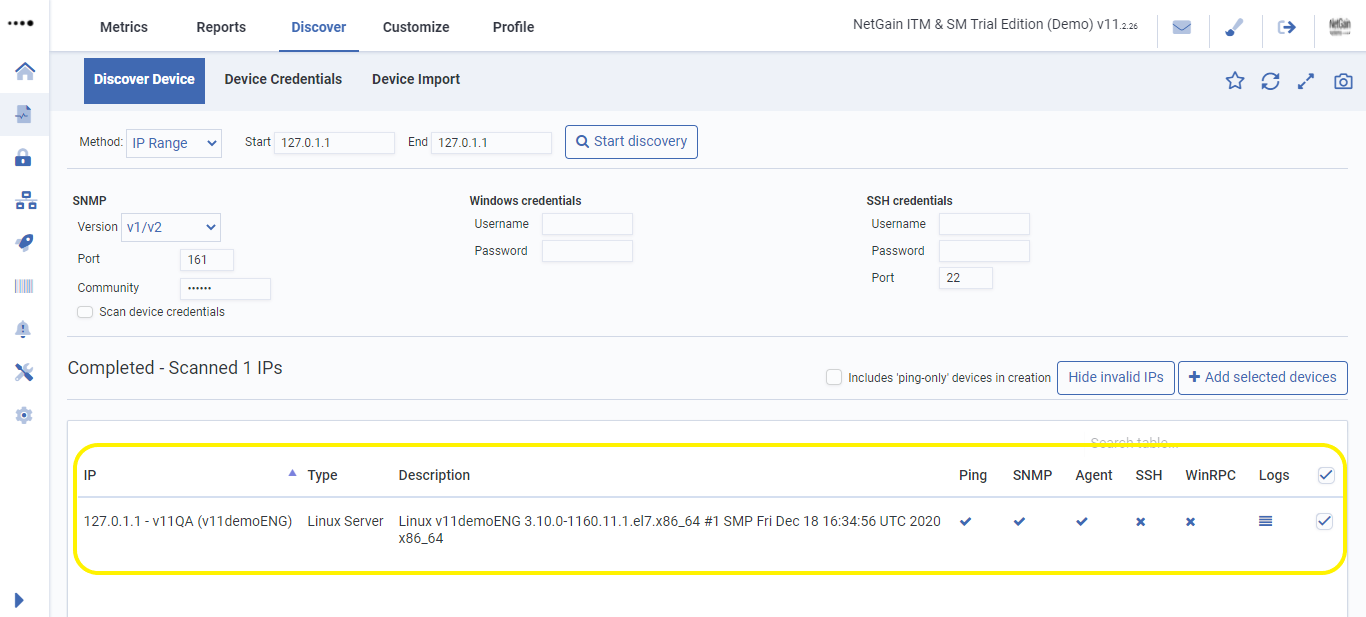 Metrics Reports Discover Customize Profile NetGain ITM & SM Trial Edition (Demo) v11.2.26 NetGain
Discover Device Device Credentials Device Import
Method: IP Range Start 127.0.1.1 End 127.0.1.1 Start discovery
SNMP Windows credentials SSH credentials
Version v1/v2 Username Username
Port 161 Password Password
Community •••••• Port 22
Scan device credentials
Completed - Scanned 1 IPs
Includes 'ping-only' devices in creation Hide invalid IPs + Add selected devices
Search table...
IP Type Description Ping SNMP Agent SSH WinRPC Logs
127.0.1.1 - v11QA (v11demoENG) Linux Server Linux v11demoENG 3.10.0-1160.11.1.el7.x86_64 #1 SMP Fri Dec 18 16:34:56 UTC 2020
x86_64